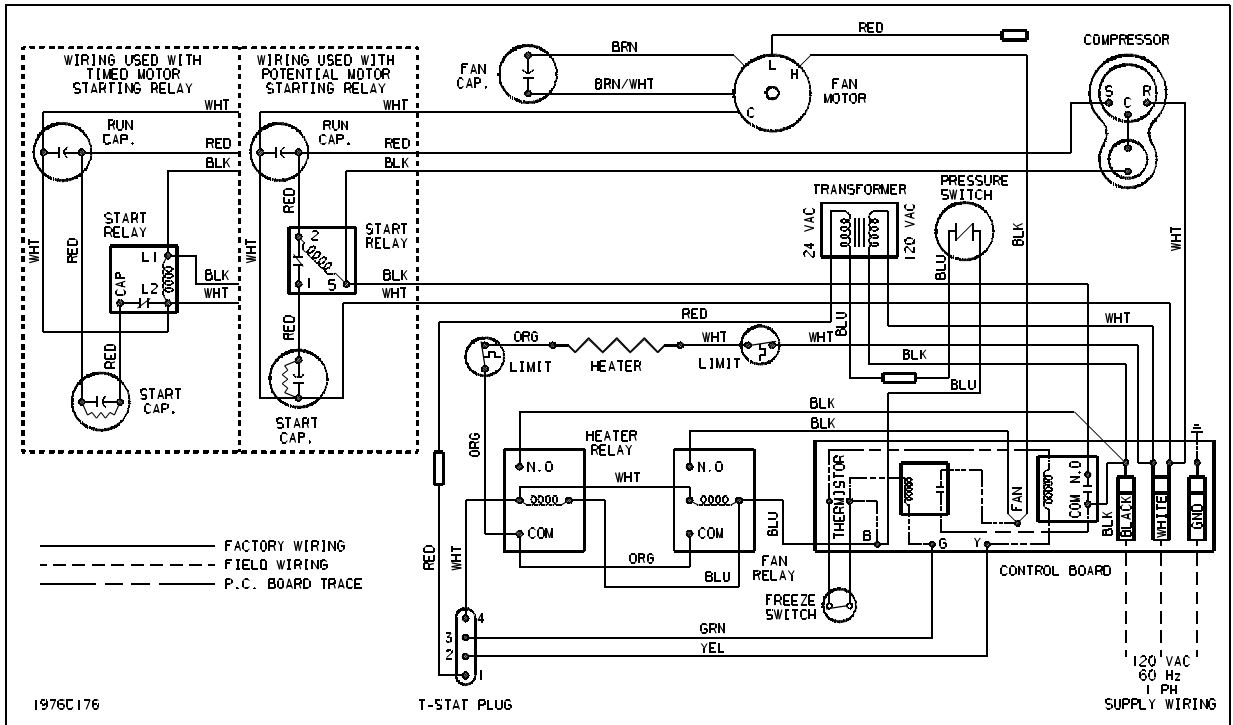 WIRING USED WITH
TIMED MOTOR
STARTING RELAY
WIRING USED WITH
POTENTIAL MOTOR
STARTING RELAY
RED
BRN
FAN
CAP.
BRN/WHT
L
H
C
FAN
MOTOR
COMPRESSOR
S
C
R
WHT
WHT
RUN
CAP.
RUN
CAP.
RED
RED
BLK
BLK
TRANSFORMER
24 VAC
120 VAC
PRESSURE
SWITCH
BLU
BLK
WHT
START
RELAY
L1
L2
CAP
WHT
RED
WHT
RED
START
RELAY
2
1
5
BLK
WHT
BLK
WHT
RED
RED
RED
START
CAP.
START
CAP.
ORG
LIMIT
HEATER
WHT
LIMIT
WHT
BLU
WHT
BLK
BLU
BLK
BLK
ORG
HEATER
RELAY
N.O
COM
WHT
N.O
COM
ORG
BLU
FAN
RELAY
BLU
THERMISTOR
B
G
Y
FAN
COM
N.O
BLK
BLACK
WHITE
GND
CONTROL BOARD
FREEZE
SWITCH
FACTORY WIRING
FIELD WIRING
P.C. BOARD TRACE
RED
WHT
4
3
2
1
GRN
YEL
T-STAT PLUG
120 VAC
60 Hz
1 PH
SUPPLY WIRING
1976C176